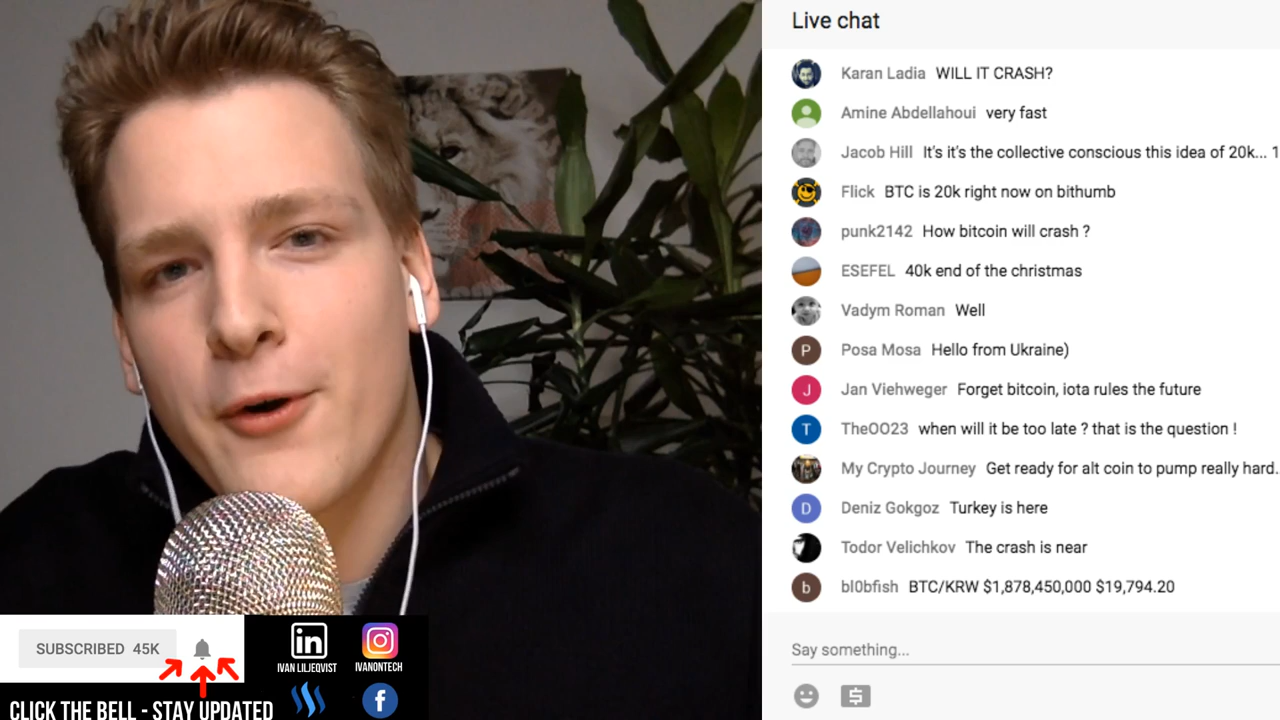 Live chat
Karan Ladia WILL IT CRASH?
Amine Abdellahoui very fast
Jacob Hill It's it's the collective conscious this idea of 20k... 1
Flick BTC is 20k right now on bithumb
punk2142 How bitcoin will crash ?
ESEFEL 40k end of the christmas
Vadym Roman Well
P Posa Mosa Hello from Ukraine)
J Jan Viehweger Forget bitcoin, iota rules the future
T TheOO23 when will it be too late ? that is the question !
My Crypto Journey Get ready for alt coin to pump really hard.
D Deniz Gokgoz Turkey is here
Todor Velichkov The crash is near
b bl0bfish BTC/KRW $1,878,450,000 $19,794.20
Say something...
$
SUBSCRIBED 45K
CLICK THE BELL - STAY UPDATED
in
IVAN LILJEQVIST
IVANONTECH
f